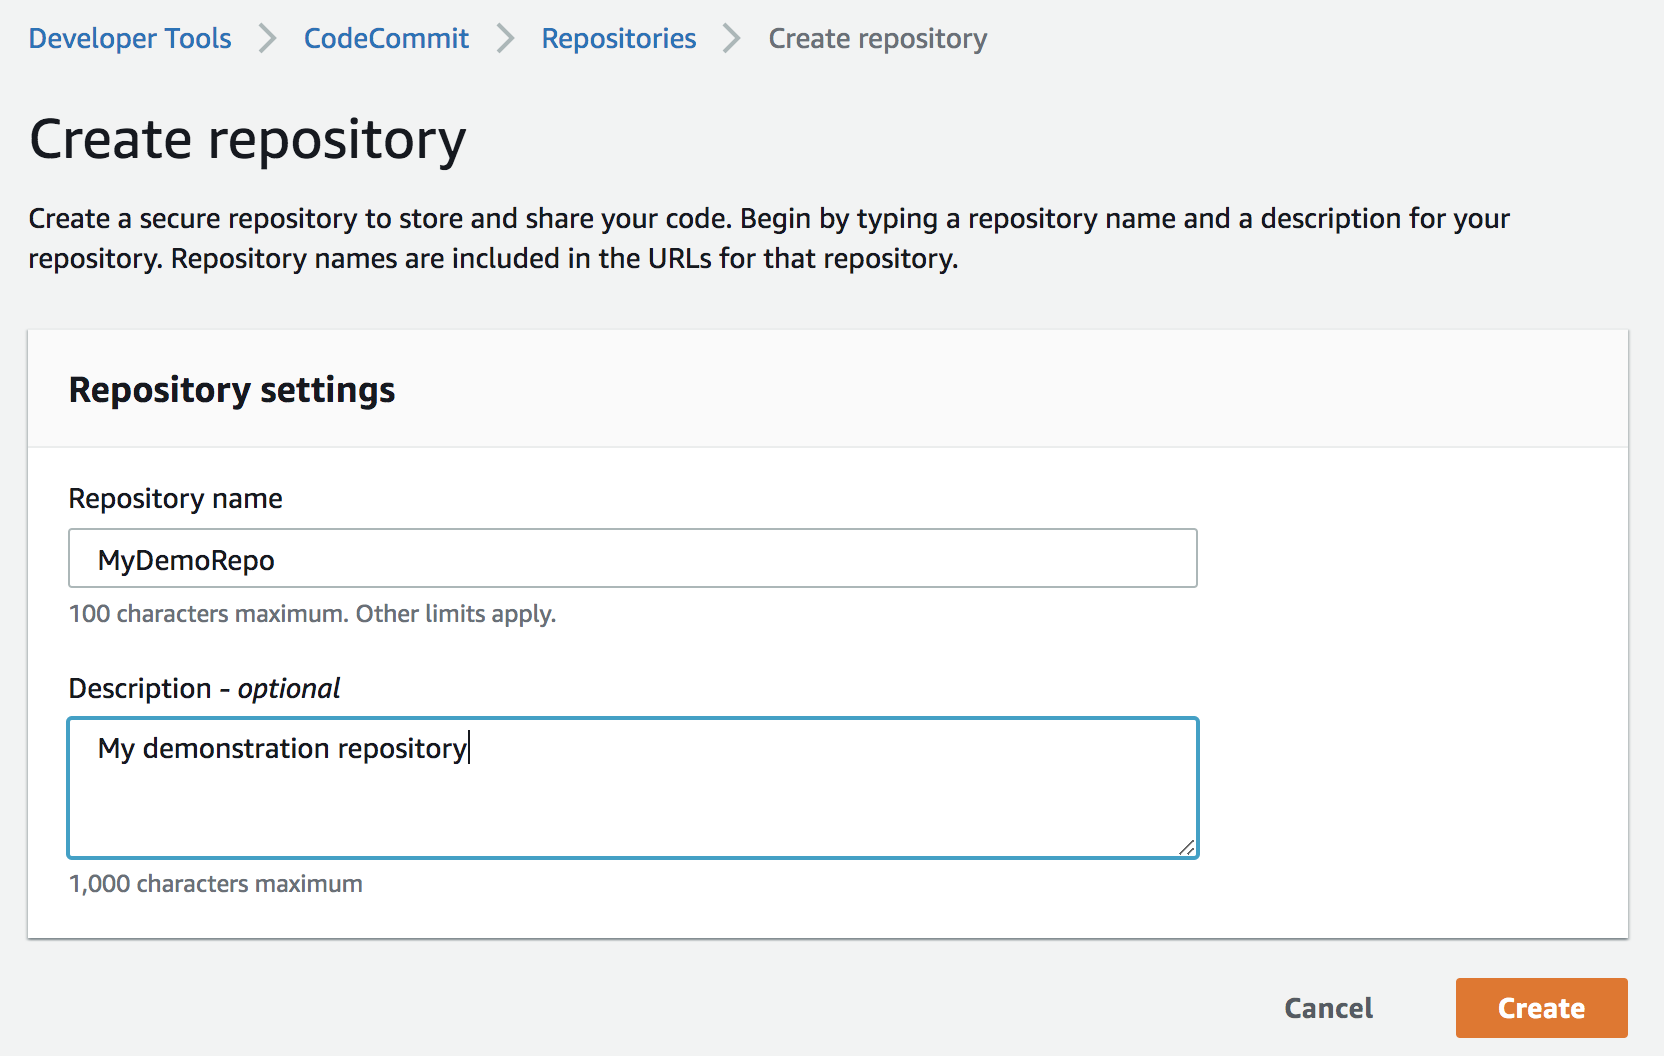 Developer Tools > CodeCommit > Repositories > Create repository
Create repository
Create a secure repository to store and share your code. Begin by typing a repository name and a description for your
repository. Repository names are included in the URLs for that repository.
Repository settings
Repository name
MyDemoRepo
100 characters maximum. Other limits apply.
Description - optional
My demonstration repository
1,000 characters maximum
Cancel Create